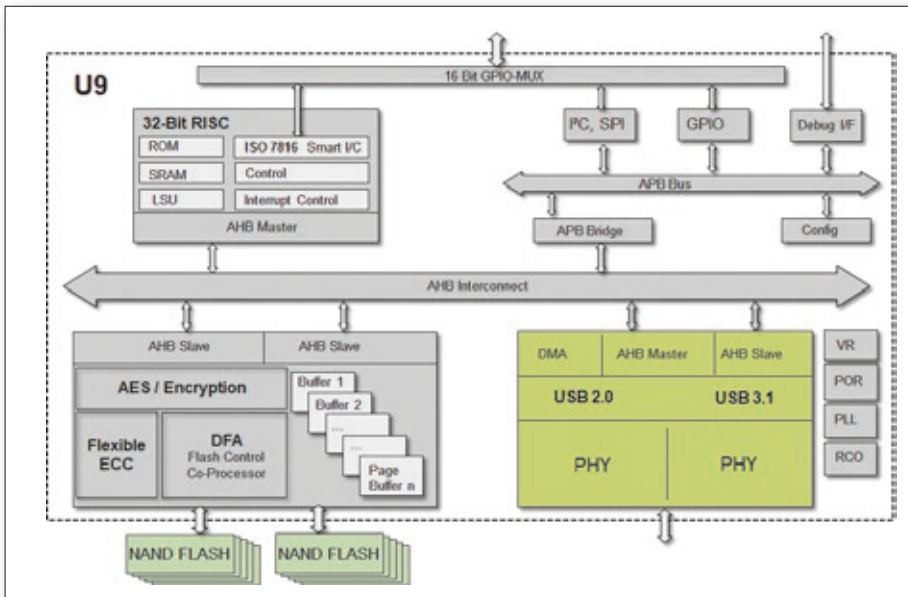 U9
16 Bit GPIO-MUX
32-Bit RISC
ROM
ISO 7816 Smart I/C
SRAM
Control
LSU
Interrupt Control
AHB Master
I²C, SPI
GPIO
Debug I/F
APB Bus
APB Bridge
Config
AHB Interconnect
AHB Slave
AHB Slave
AES / Encryption
Flexible
ECC
DFA
Flash Control
Co-Processor
Buffer 1
Buffer 2
...
...
Page
Buffer n
DMA
AHB Master
AHB Slave
USB 2.0
USB 3.1
PHY
PHY
VR
POR
PLL
RCO
NAND FLASH
NAND FLASH